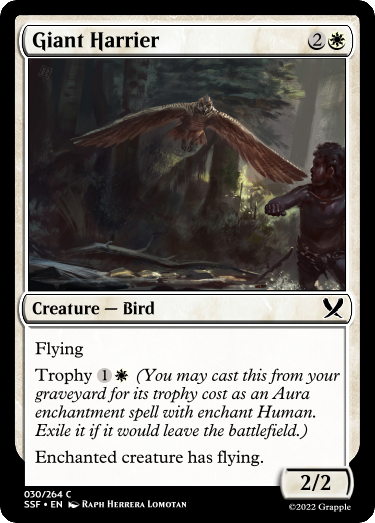 Giant Harrier 2
Creature — Bird
Flying
Trophy 1 (You may cast this from your
graveyard for its trophy cost as an Aura
enchantment spell with enchant Human.
Exile it if it would leave the battlefield.)
Enchanted creature has flying.
2/2
030/264 C
SSF • EN Raph Herrera Lomotan
©2022 Grapple